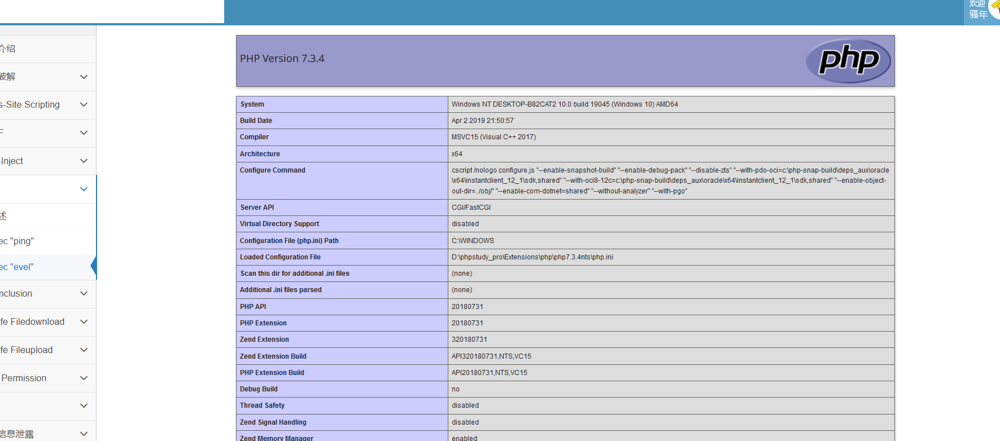 欢迎
骚年
介绍
破解
s-Site Scripting
F
-Inject
述
ec "ping"
ec "evel"
nclusion
fe Filedownload
fe Fileupload
Permission
信息泄露
PHP Version 7.3.4
php
System Windows NT DESKTOP-B82CAT2 10.0 build 19045 (Windows 10) AMD64
Build Date Apr 2 2019 21:50:57
Compiler MSVC15 (Visual C++ 2017)
Architecture x64
Configure Command cscript /nologo configure.js "--enable-snapshot-build" "--enable-debug-pack" "--disable-zts" "--with-pdo-oci=c:\php-snap-build\deps_aux\oracle
\x64\instantclient_12_1\sdk,shared" "--with-oci8-12c=c:\php-snap-build\deps_aux\oracle\x64\instantclient_12_1\sdk,shared" "--enable-object-
out-dir=../obj/" "--enable-com-dotnet=shared" "--without-analyzer" "--with-pgo"
Server API CGI/FastCGI
Virtual Directory Support disabled
Configuration File (php.ini) Path C:\WINDOWS
Loaded Configuration File D:\phpstudy_pro\Extensions\php\php7.3.4nts\php.ini
Scan this dir for additional .ini files (none)
Additional .ini files parsed (none)
PHP API 20180731
PHP Extension 20180731
Zend Extension 320180731
Zend Extension Build API320180731,NTS,VC15
PHP Extension Build API20180731,NTS,VC15
Debug Build no
Thread Safety disabled
Zend Signal Handling disabled
Zend Memory Manager enabled